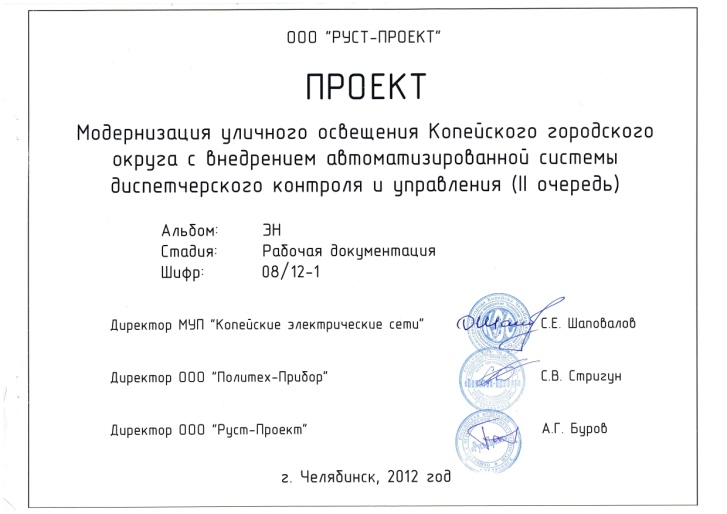 ООО "РУСТ-ПРОЕКТ"
ПРОЕКТ
Модернизация уличного освещения Копейского городского
округа с внедрением автоматизированной системы
диспетчерского контроля и управления (II очередь)
Альбом: ЭН
Стадия: Рабочая документация
Шифр: 08/12-1
Директор МУП "Копейские электрические сети" С.Е. Шаповалов
Директор ООО "Политех-Прибор" С.В. Стригун
Директор ООО "Руст-Проект" А.Г. Буров
г. Челябинск, 2012 год